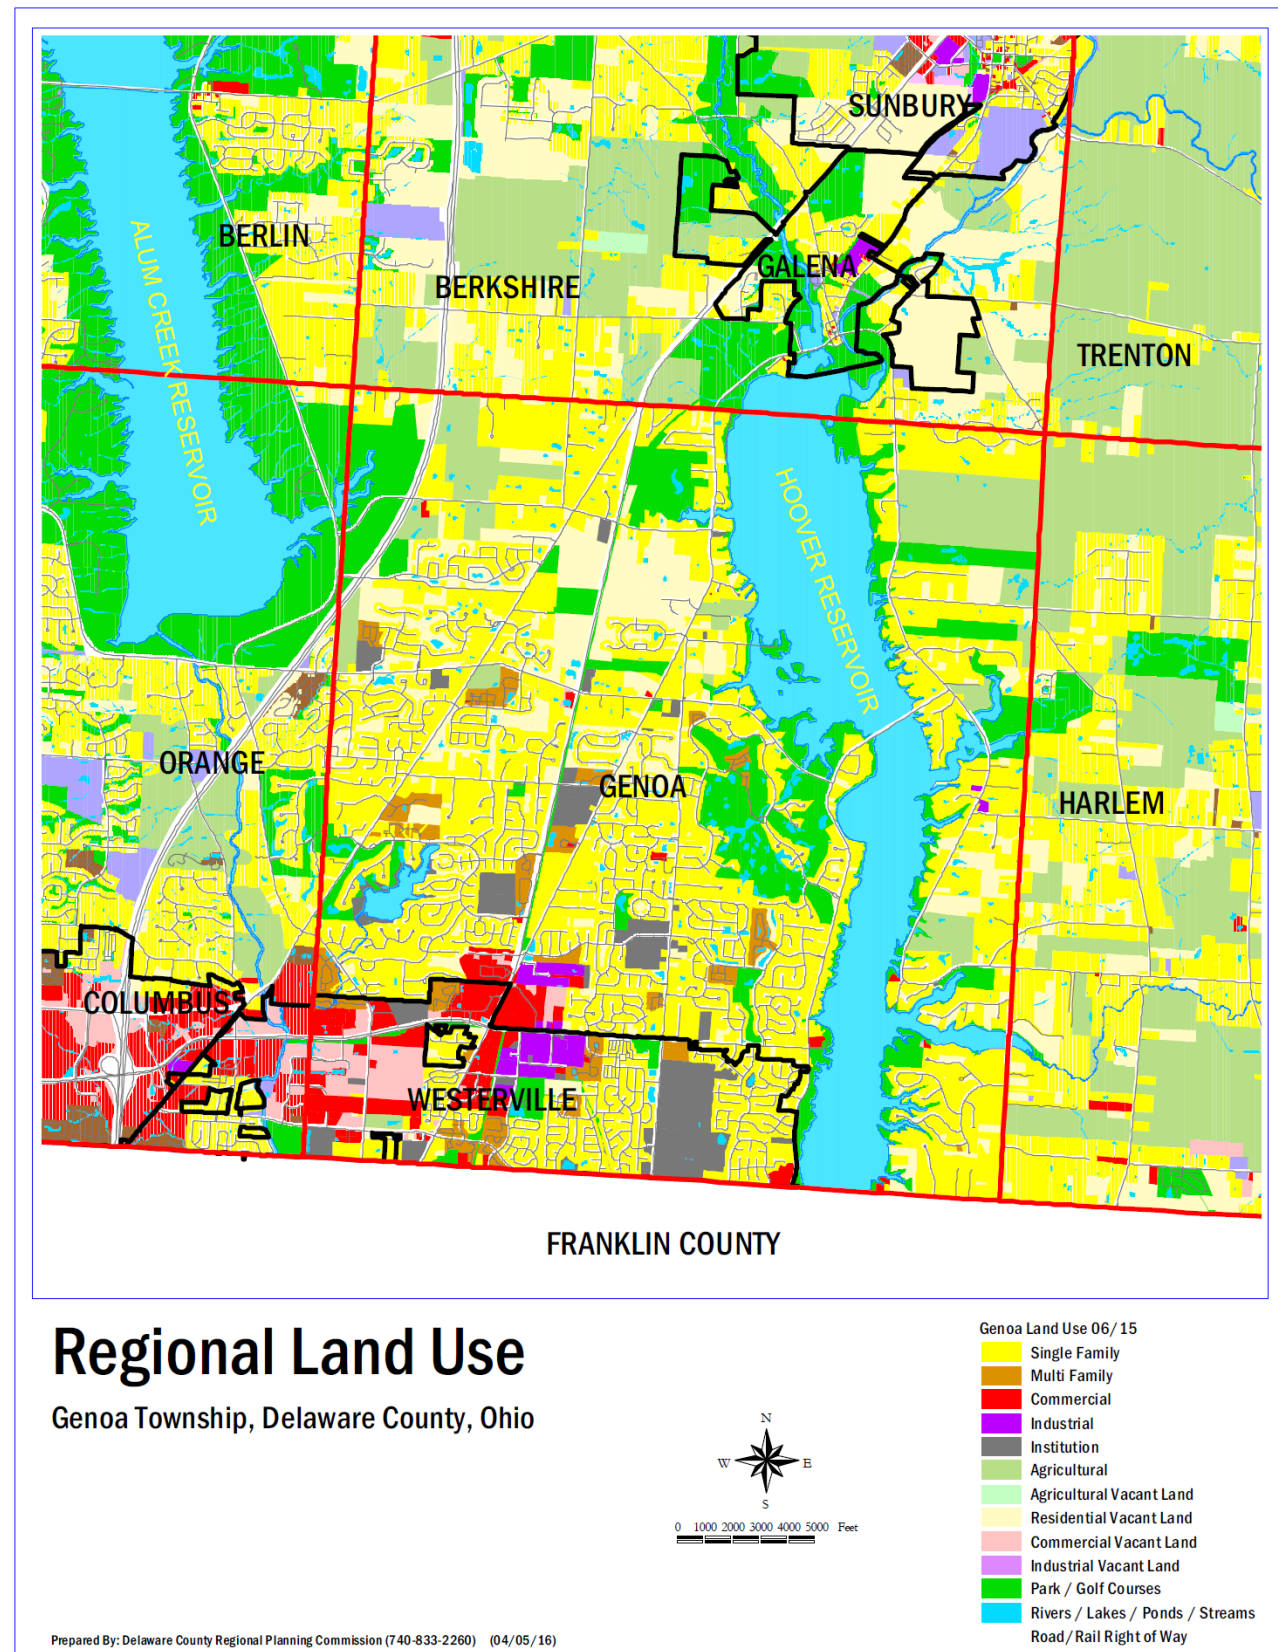 SUNBURY
BERLIN
ALUM CREEK RESERVOIR
BERKSHIRE
GALENA
TRENTON
HOOVER RESERVOIR
ORANGE
GENOA
HARLEM
COLUMBUS
WESTERVILLE
FRANKLIN COUNTY
Regional Land Use
Genoa Township, Delaware County, Ohio
N
W E
S
0 1000 2000 3000 4000 5000 Feet
Genoa Land Use 06/15
Single Family
Multi Family
Commercial
Industrial
Institution
Agricultural
Agricultural Vacant Land
Residential Vacant Land
Commercial Vacant Land
Industrial Vacant Land
Park / Golf Courses
Rivers / Lakes / Ponds / Streams
Road/Rail Right of Way
Prepared By: Delaware County Regional Planning Commission (740-833-2260) (04/05/16)